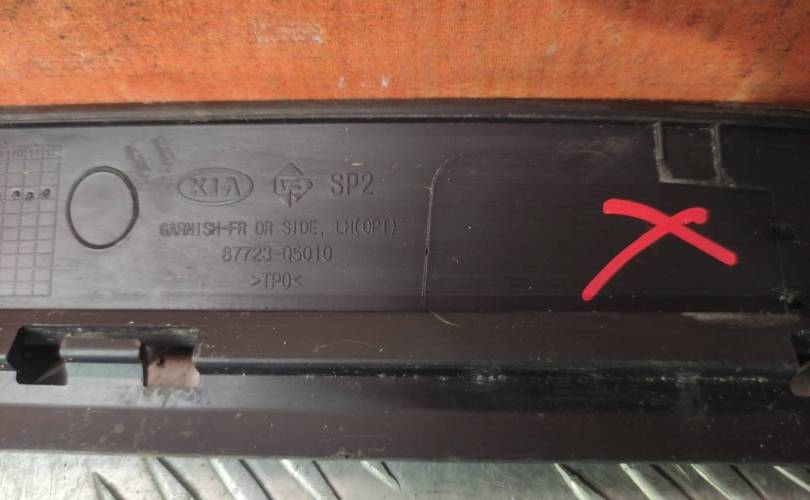 KIA SP2
GARNISH-FR DR SIDE, LH(OPT)
87723-Q5010
>TPO<